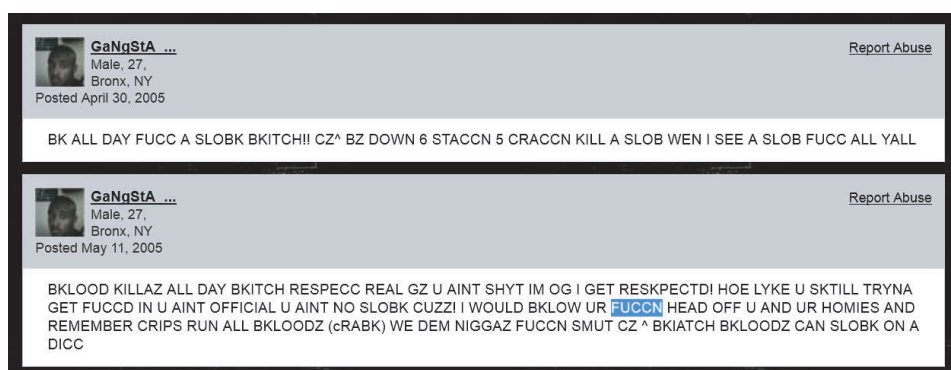 GaNgStA ...
Report Abuse
Male, 27,
Bronx, NY
Posted April 30, 2005
BK ALL DAY FUCC A SLOBK BKITCH!! CZ^ BZ DOWN 6 STACCN 5 CRACCN KILL A SLOB WEN I SEE A SLOB FUCC ALL YALL
GaNgStA ...
Report Abuse
Male, 27,
Bronx, NY
Posted May 11, 2005
BKLOOD KILLAZ ALL DAY BKITCH RESPECC REAL GZ U AINT SHYT IM OG I GET RESKPECTD! HOE LYKE U SKTILL TRYNA
GET FUCCD IN U AINT OFFICIAL U AINT NO SLOBK CUZZ! I WOULD BKLOW UR FUCCN HEAD OFF U AND UR HOMIES AND
REMEMBER CRIPS RUN ALL BKLOODZ (cRABK) WE DEM NIGGAZ FUCCN SMUT CZ ^ BKIATCH BKLOODZ CAN SLOBK ON A
DICC